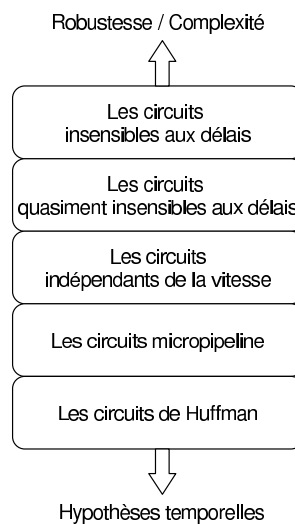 Robustesse / Complexité
Les circuits
insensibles aux délais
Les circuits
quasiment insensibles aux délais
Les circuits
indépendants de la vitesse
Les circuits micropipeline
Les circuits de Huffman
Hypothèses temporelles